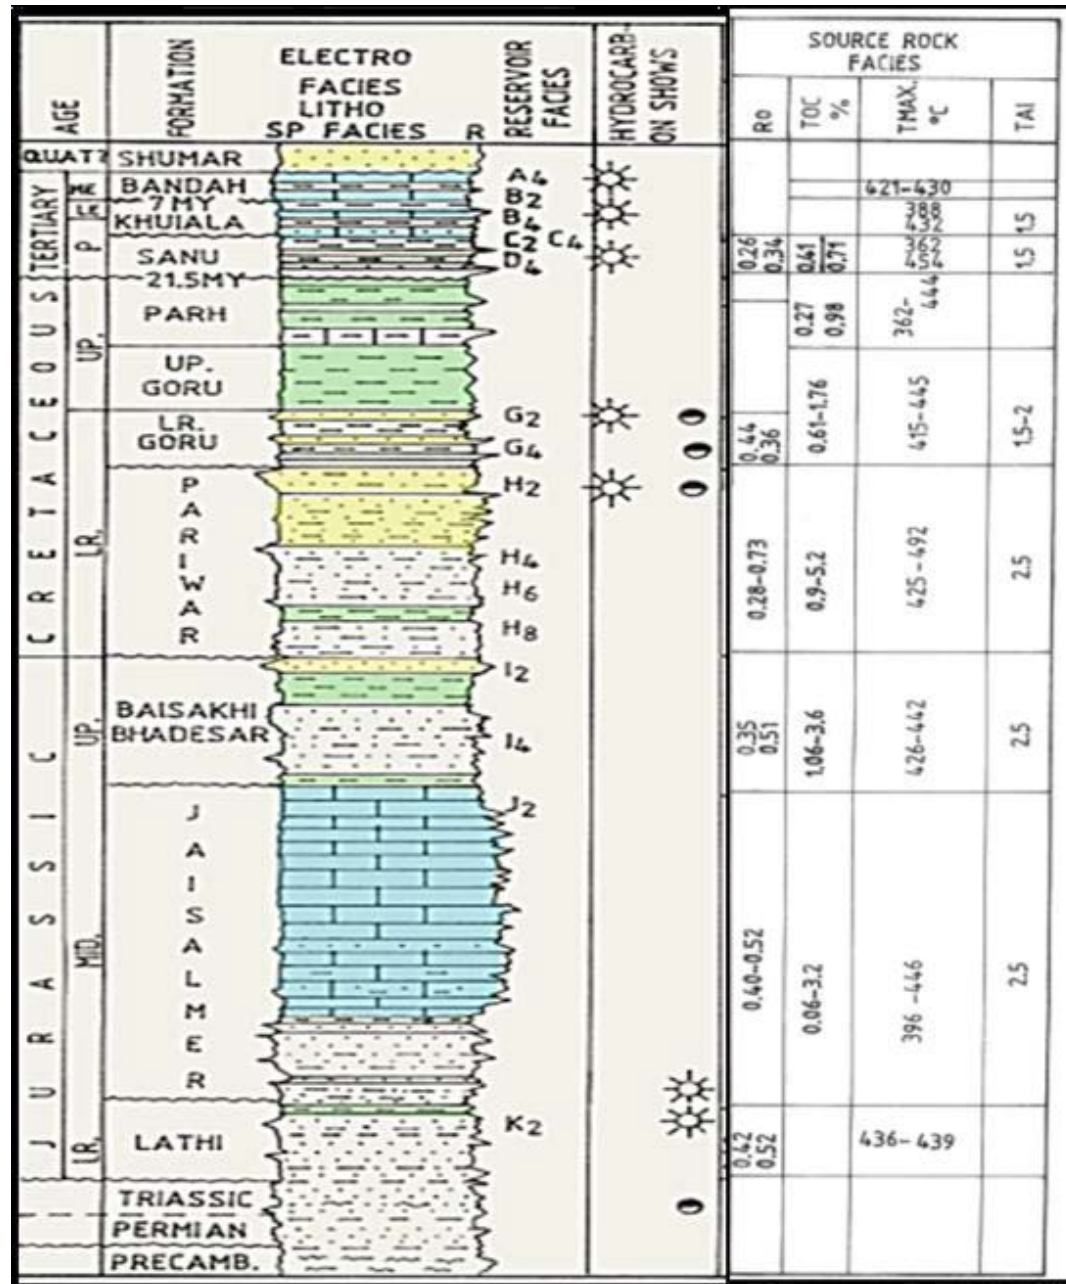 AGE
FORMATION
ELECTRO
FACIES
LITHO
SP FACIES R
RESERVOIR
FACIES
HYDROCARB-
ON SHOWS
SOURCE ROCK
FACIES
RO
TOC
%
TMAX.
°C
TAI
QUAT?
SHUMAR
TERTIARY
BANDAH
7 MY
KHUIALA
P
SANU
21.5MY
A4
B2
B4
C2 C4
D4
421-430
388
432
1.5
0.26
0.34
0.41
0.71
362
454
1.5
CRETACEOUS
UP.
PARH
0.27
0.98
362-
444
UP.
GORU
LR.
GORU
G2
G4
0.44
0.36
0.61-1.76
415-445
1.5-2
LR.
PARIWAR
H2
H4
H6
H8
0.28-0.73
0.9-5.2
425-492
2.5
JURASSIC
UP.
BAISAKHI
BHADESAR
I2
I4
0.35
0.51
1.06-3.6
426-442
2.5
MID.
JAISALMER
J2
0.40-0.52
0.06-3.2
396-446
2.5
LR.
LATHI
K2
0.42
0.52
436-439
TRIASSIC
PERMIAN
PRECAMB.